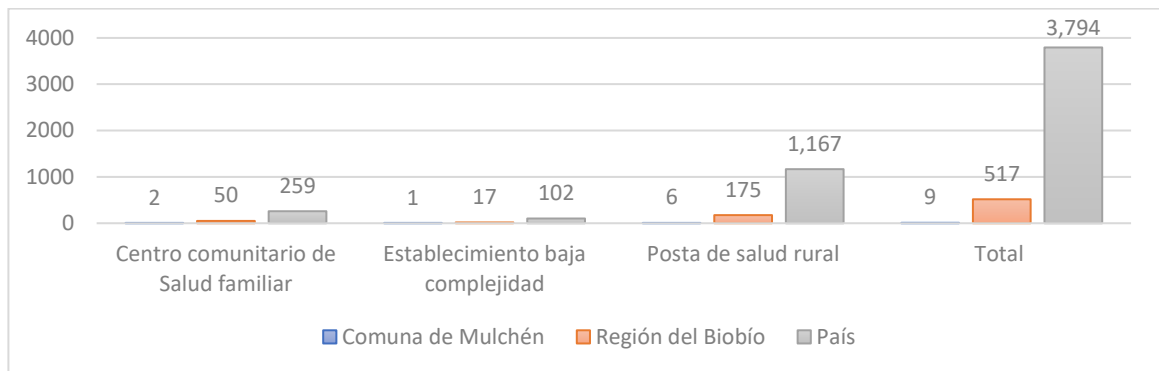 4000
3000
2000
1000
0
2
50
259
1
17
102
6
175
1,167
9
517
3,794
Centro comunitario de
Salud familiar
Establecimiento baja
complejidad
Posta de salud rural
Total
Comuna de Mulchén
Región del Biobío
País